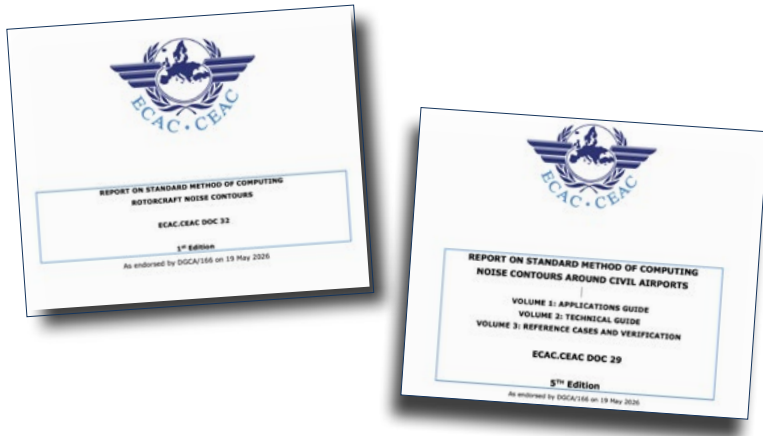 ECAC • CEAC
REPORT ON STANDARD METHOD OF COMPUTING
ROTORCRAFT NOISE CONTOURS
ECAC.CEAC DOC 32
1st Edition
As endorsed by DGCA/166 on 19 May 2026
ECAC • CEAC
REPORT ON STANDARD METHOD OF COMPUTING
NOISE CONTOURS AROUND CIVIL AIRPORTS
VOLUME 1: APPLICATIONS GUIDE
VOLUME 2: TECHNICAL GUIDE
VOLUME 3: REFERENCE CASES AND VERIFICATION
ECAC.CEAC DOC 29
5TH Edition
As endorsed by DGCA/166 on 19 May 2026